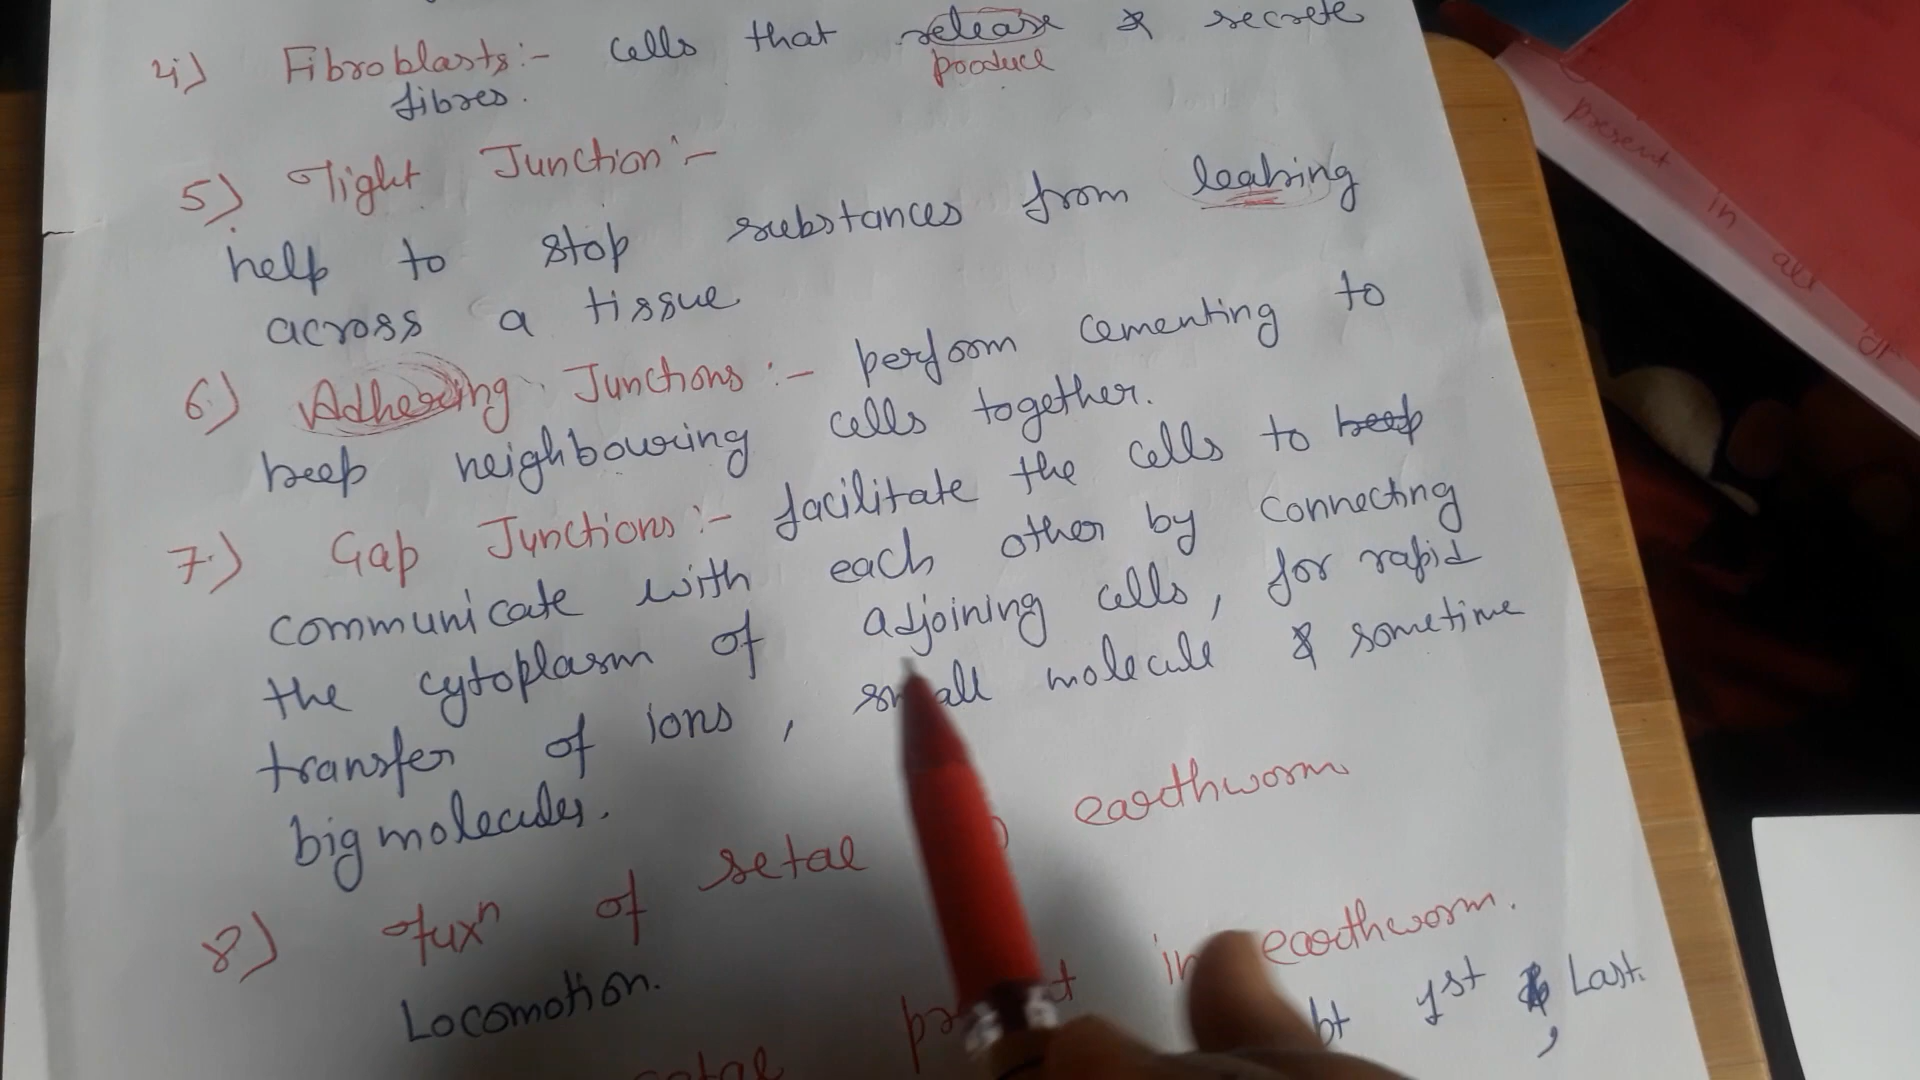 4) Fibroblasts:- cells that release & secrete
produce
fibres.
5) Tight Junction:-
help to stop substances from leaking
across a tissue
6.) Adhering Junctions:- perform cementing to
keep neighbouring cells together.
7.) Gap Junctions:- facilitate the cells to keep
communicate with each other by connecting
the cytoplasm of adjoining cells, for rapid
transfer of ions, small molecule & sometime
big molecules.
8) fuxn of setae earthworm
Locomotion.
in earthworm.
setae 1st & Last.
present in all